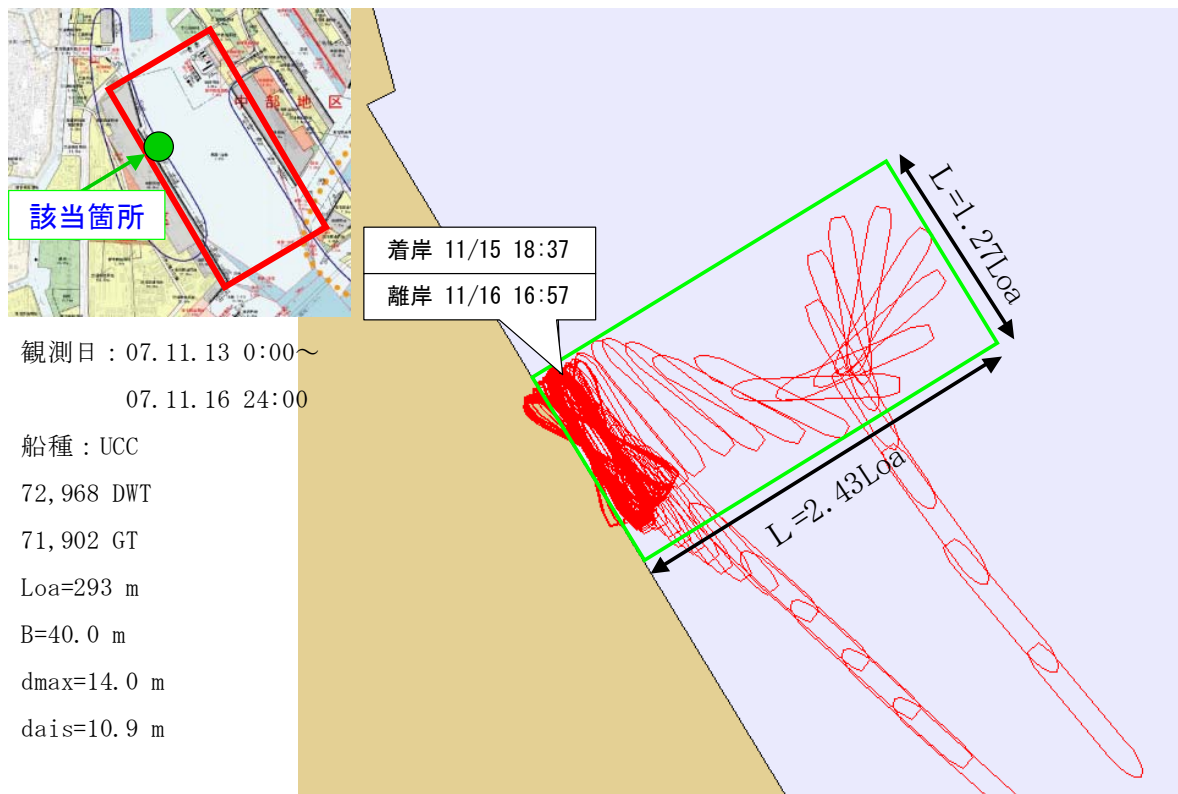 中部地区
該当箇所
区
着岸 11/15 18:37
離岸 11/16 16:57
L=1.27Loa
L=2.43Loa
観測日：07.11.13 0:00～
07.11.16 24:00
船種：UCC
72,968 DWT
71,902 GT
Loa=293 m
B=40.0 m
dmax=14.0 m
dais=10.9 m